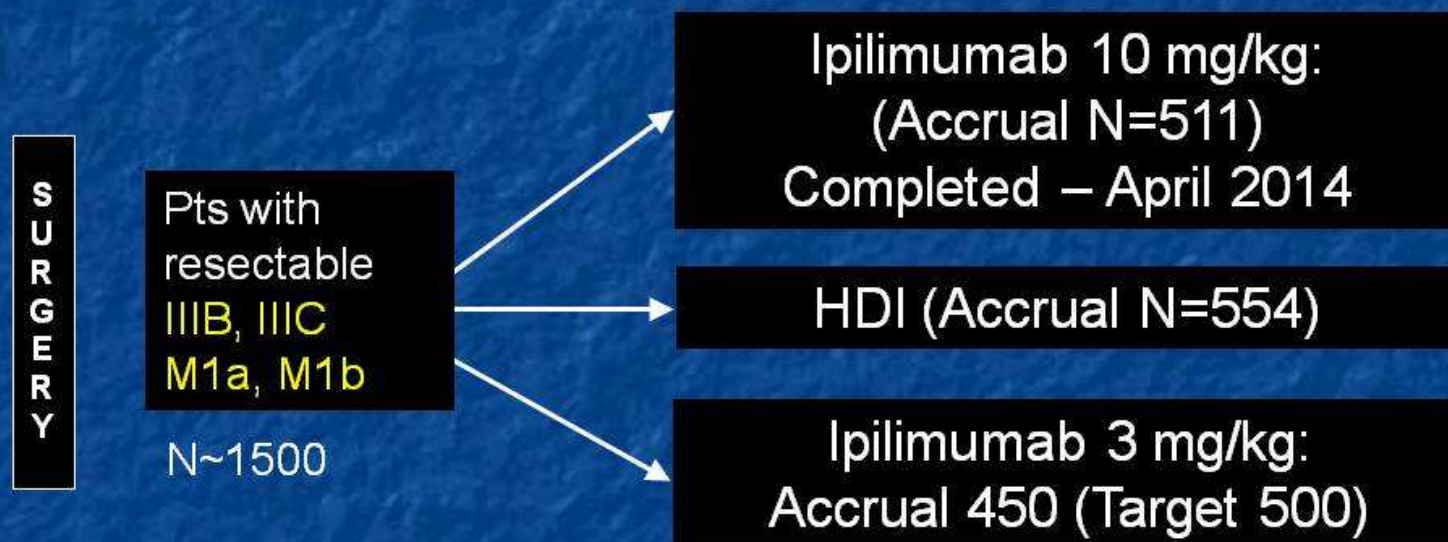 SURGERY
Pts with
resectable
IIIB, IIIC
M1a, M1b
N~1500
Ipilimumab 10 mg/kg:
(Accrual N=511)
Completed – April 2014
HDI (Accrual N=554)
Ipilimumab 3 mg/kg:
Accrual 450 (Target 500)